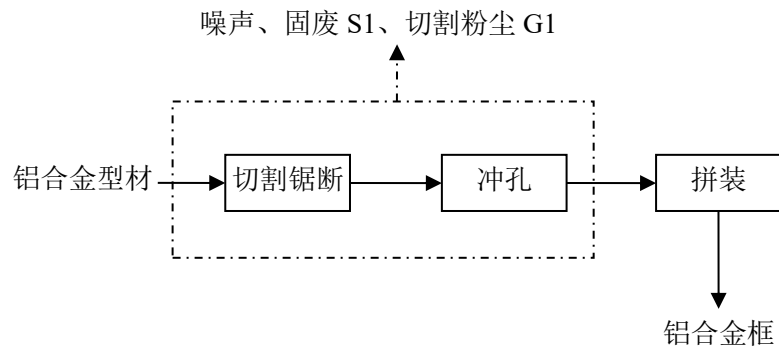 噪声、固废 S1、切割粉尘 G1
铝合金型材
切割锯断
冲孔
拼装
铝合金框